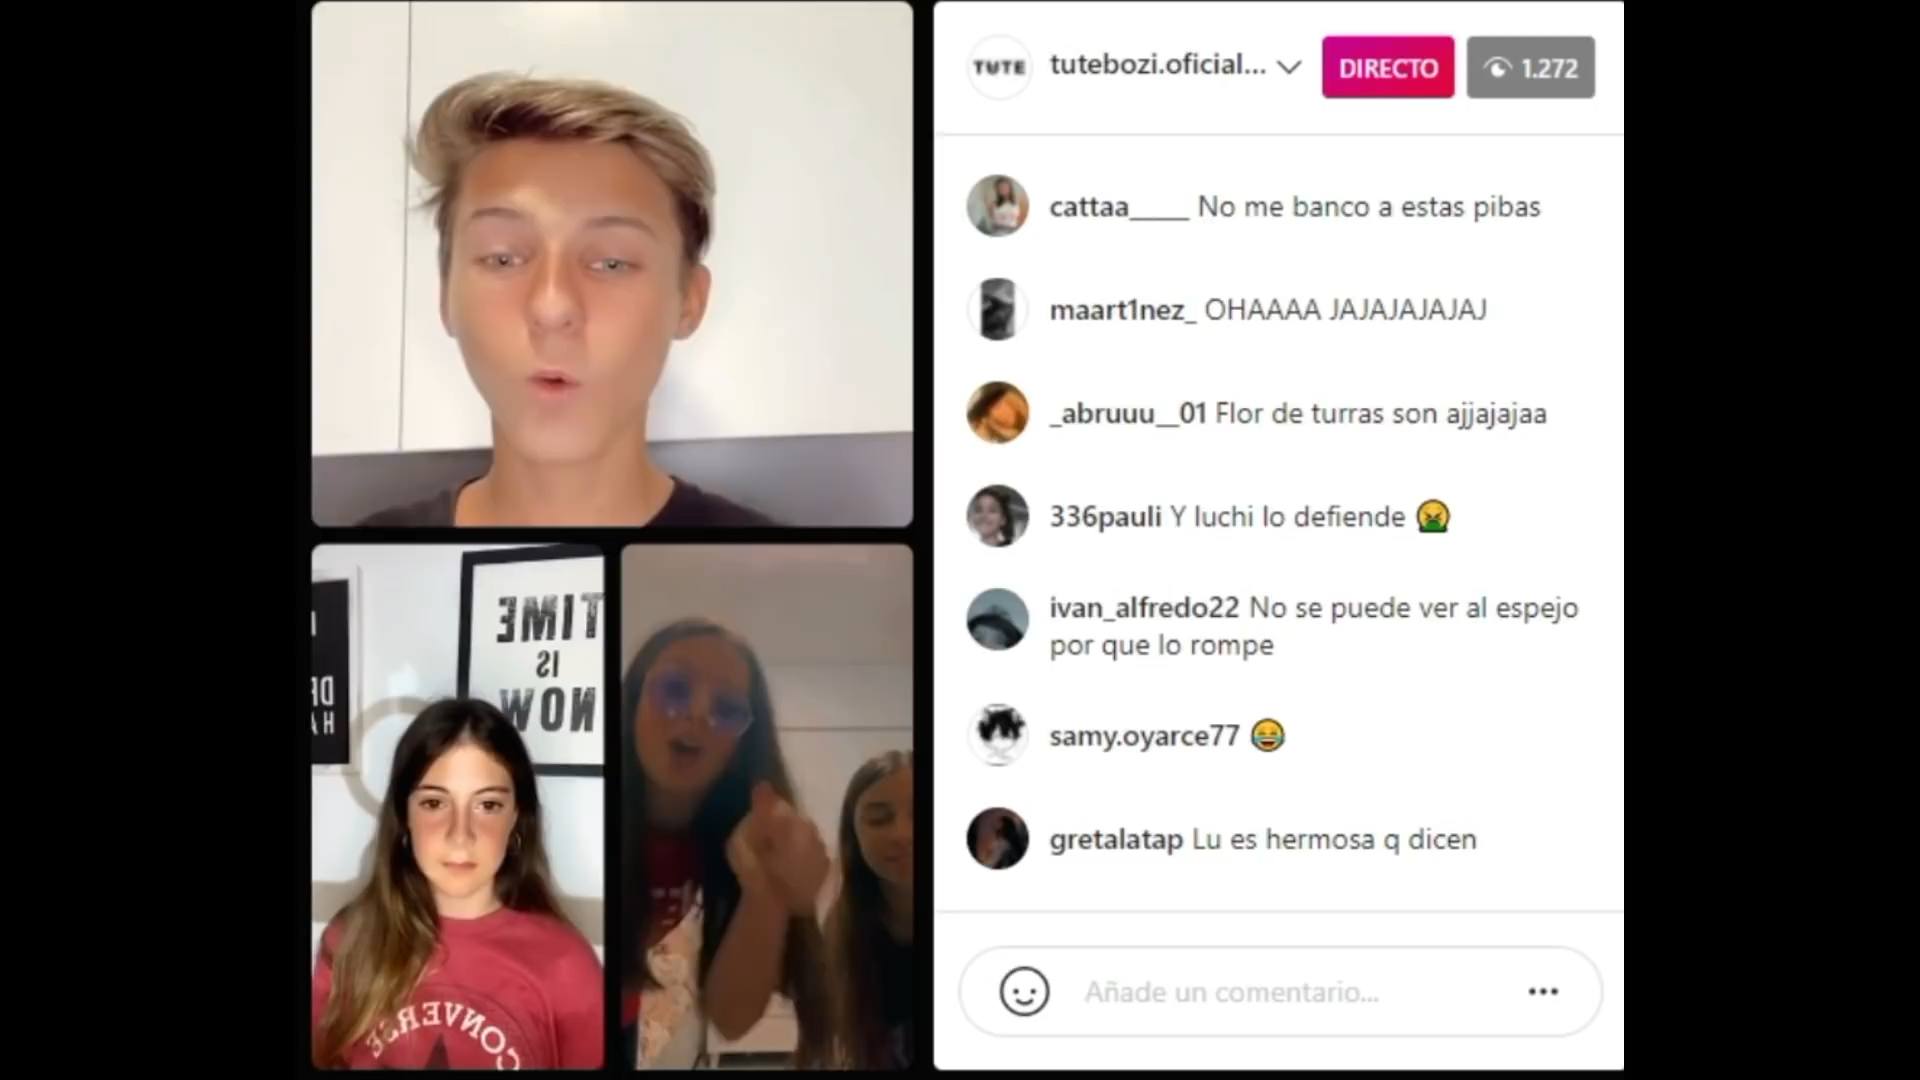 TUTE
tutebozi.oficial...
DIRECTO
1.272
cattaa_____ No me banco a estas pibas
maart1nez_ OHAAAA JAJAJAJAJAJ
_abruuu__01 Flor de turras son ajjajajaa
336pauli Y luchi lo defiende
ivan_alfredo22 No se puede ver al espejo
por que lo rompe
samy.oyarce77
gretalatap Lu es hermosa q dicen
Añade un comentario...
TIME
IS
NOW
CONVERSE